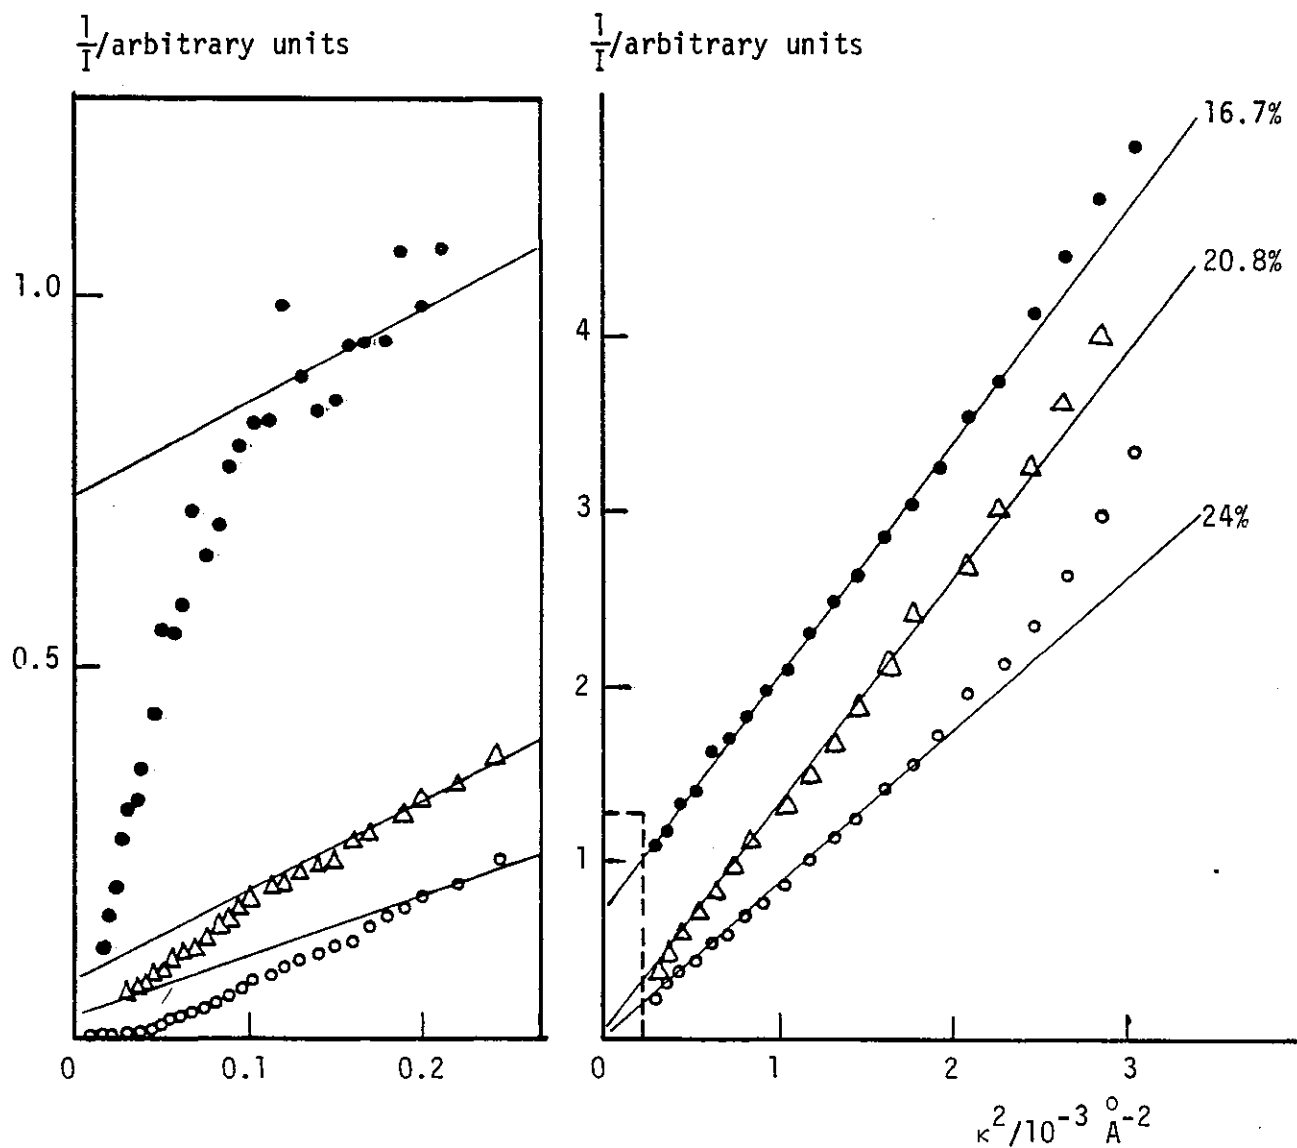 1/I/arbitrary units
1.0
0.5
0 0.1 0.2
1/I/arbitrary units
16.7%
20.8%
24%
4
3
2
1
0 1 2 3
κ²/10⁻³ Å⁻²